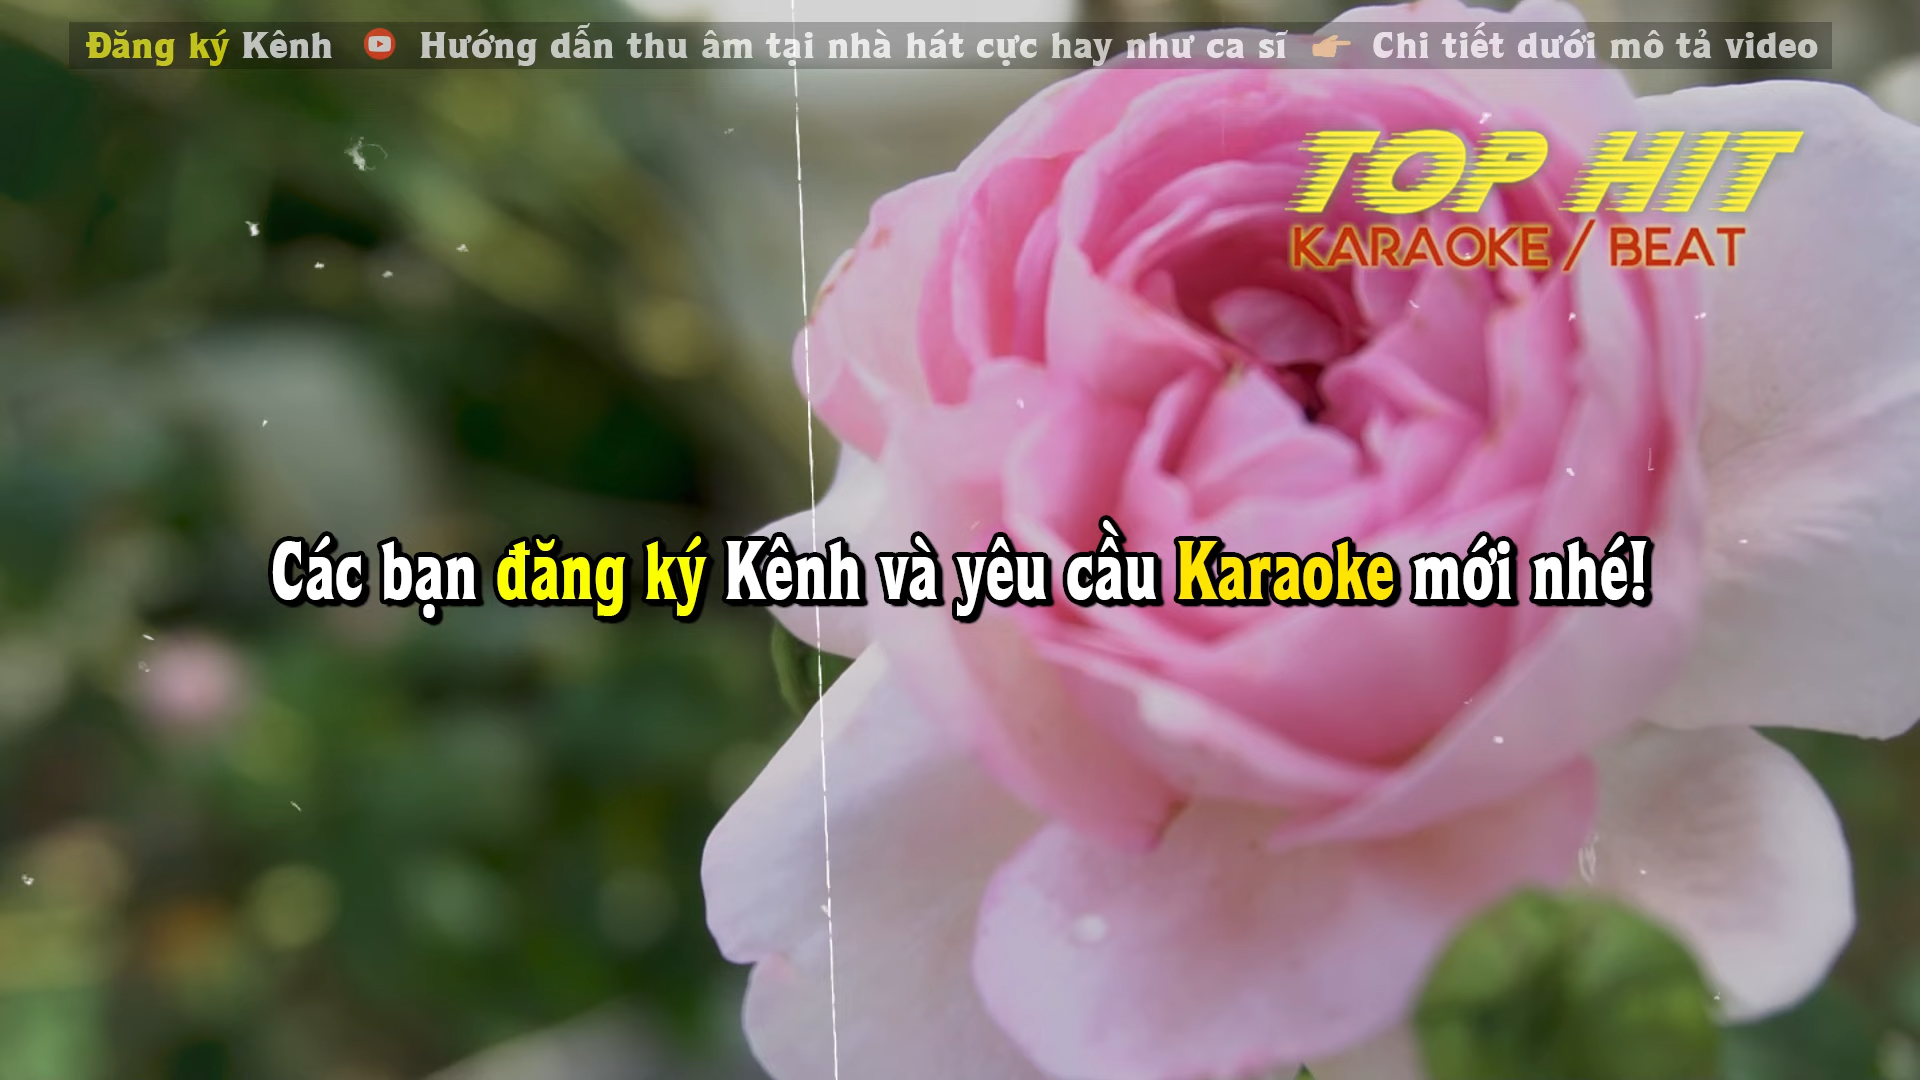 Đăng ký Kênh Hướng dẫn thu âm tại nhà hát cực hay như ca sĩ Chi tiết dưới mô tả video
TOP HIT
KARAOKE / BEAT
Các bạn đăng ký Kênh và yêu cầu Karaoke mới nhé!